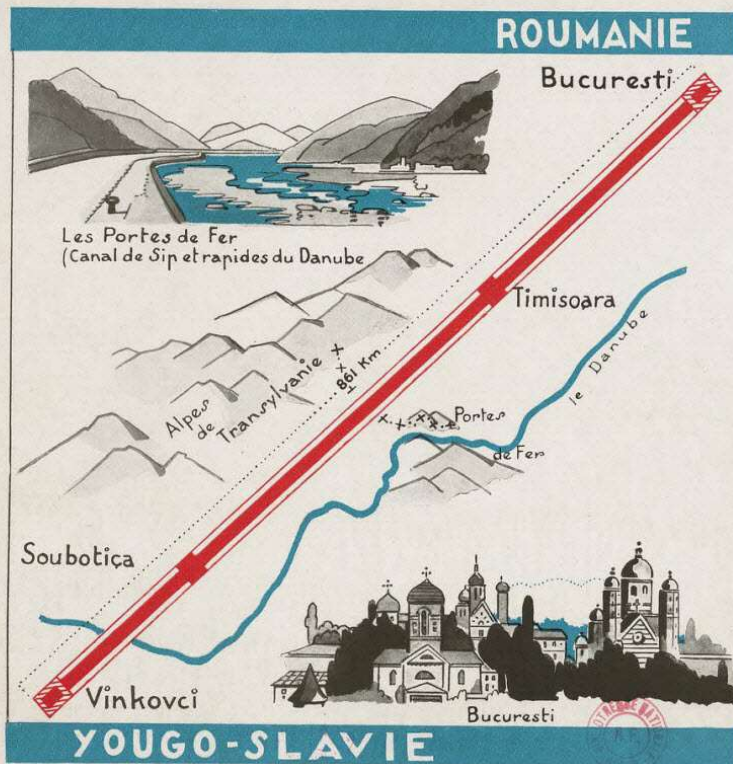 ROUMANIE
Bucuresti
Les Portes de Fer
(Canal de Sip et rapides du Danube
Timisoara
le Danube
861 Km
Alpes
de
Transylvanie
Portes
de Fer
Soubotiça
Vinkovci
Bucuresti
YOUGO-SLAVIE